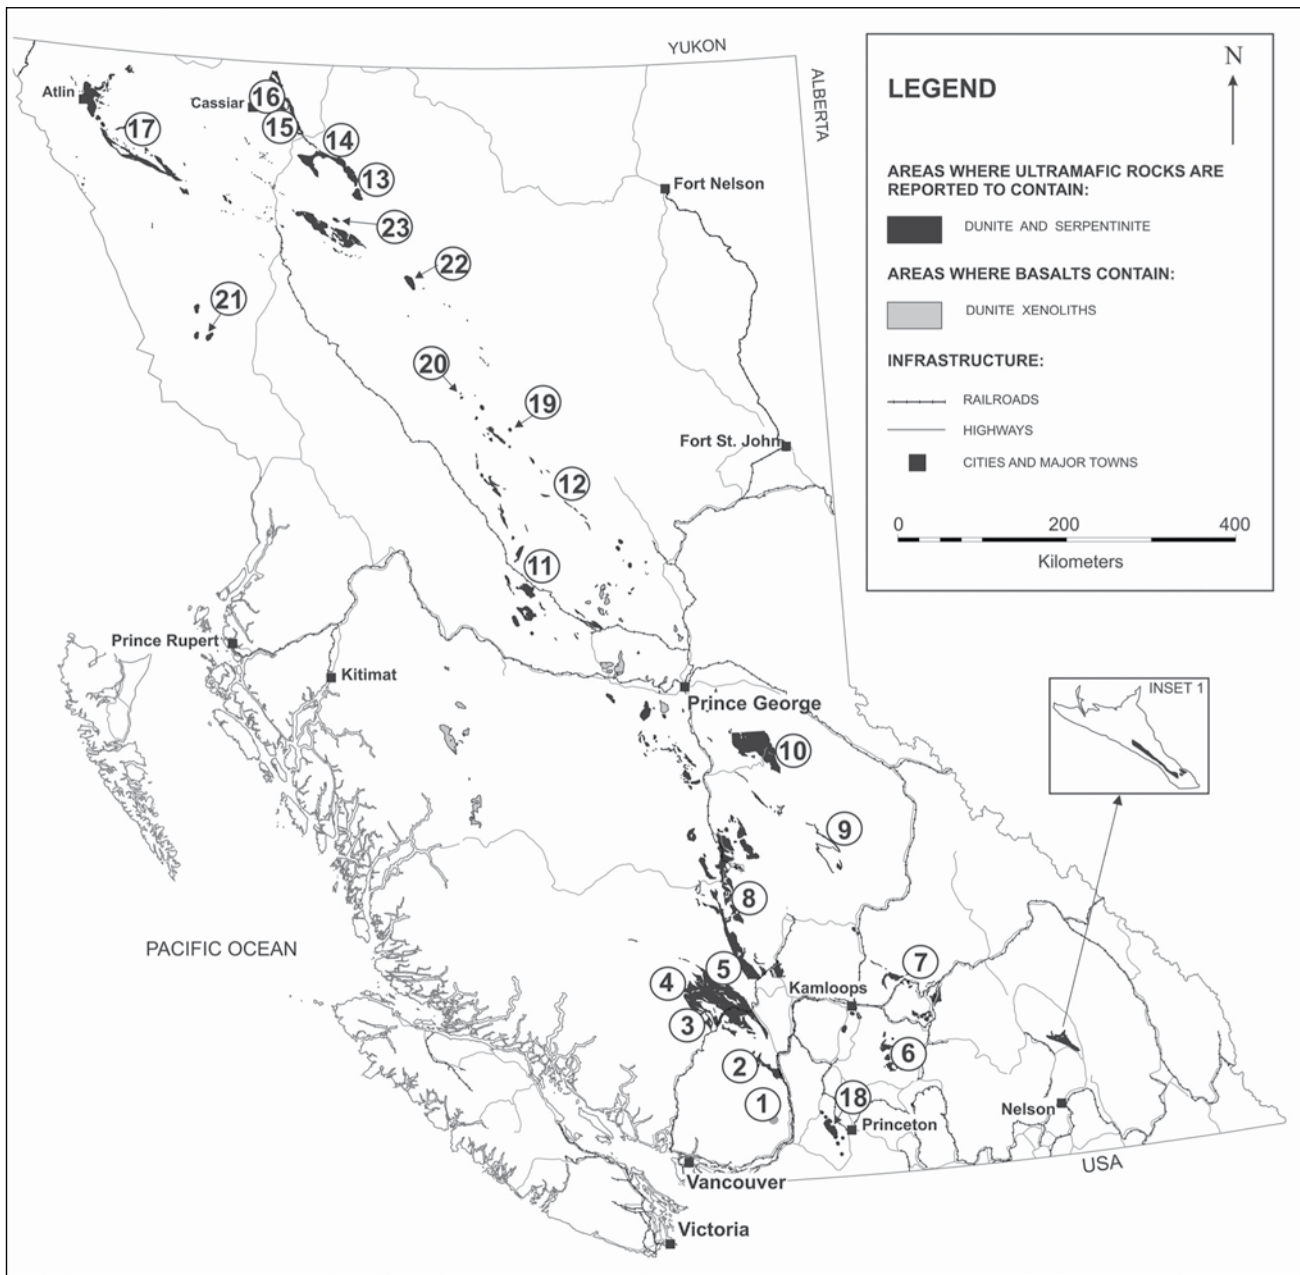 YUKON
ALBERTA
Atlin
Cassiar
16
15
17
14
13
Fort Nelson
23
22
21
20
19
Fort St. John
12
11
Prince Rupert
Kitimat
Prince George
10
9
8
PACIFIC OCEAN
5
4
7
Kamloops
3
6
2
1
18
Princeton
Nelson
USA
Vancouver
Victoria
INSET 1
N
LEGEND
AREAS WHERE ULTRAMAFIC ROCKS ARE
REPORTED TO CONTAIN:
DUNITE AND SERPENTINITE
AREAS WHERE BASALTS CONTAIN:
DUNITE XENOLITHS
INFRASTRUCTURE:
RAILROADS
HIGHWAYS
CITIES AND MAJOR TOWNS
0 200 400
Kilometers